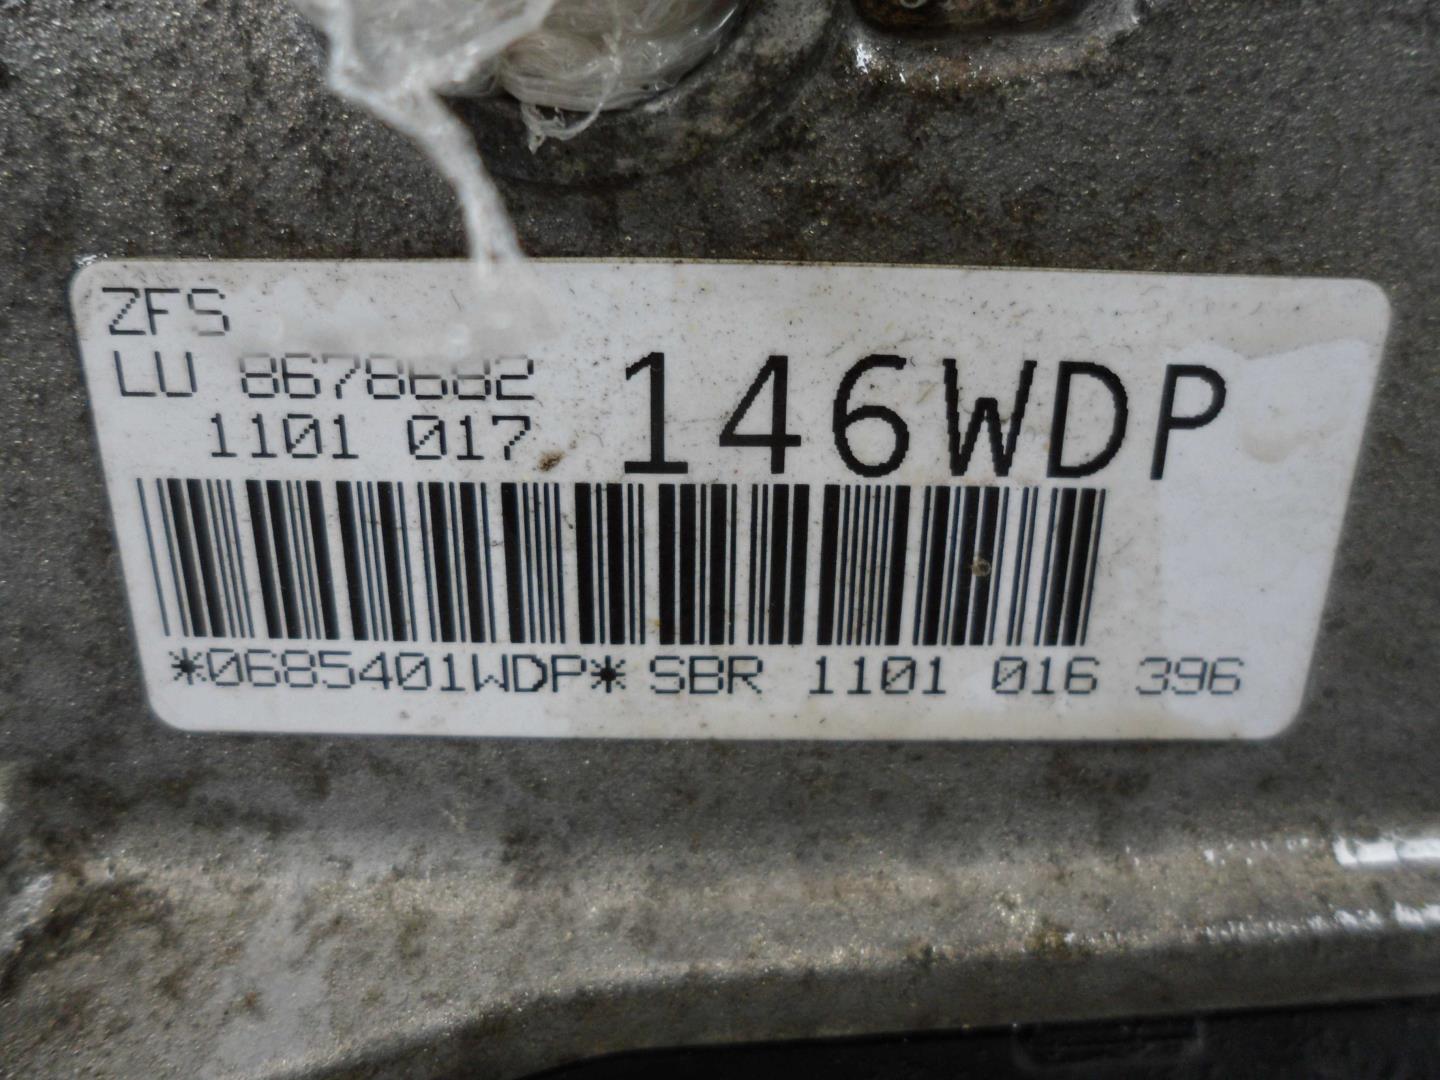 ZFS
LU 8678682
1101 017
146WDP
*0685401WDP* SBR 1101 016 396